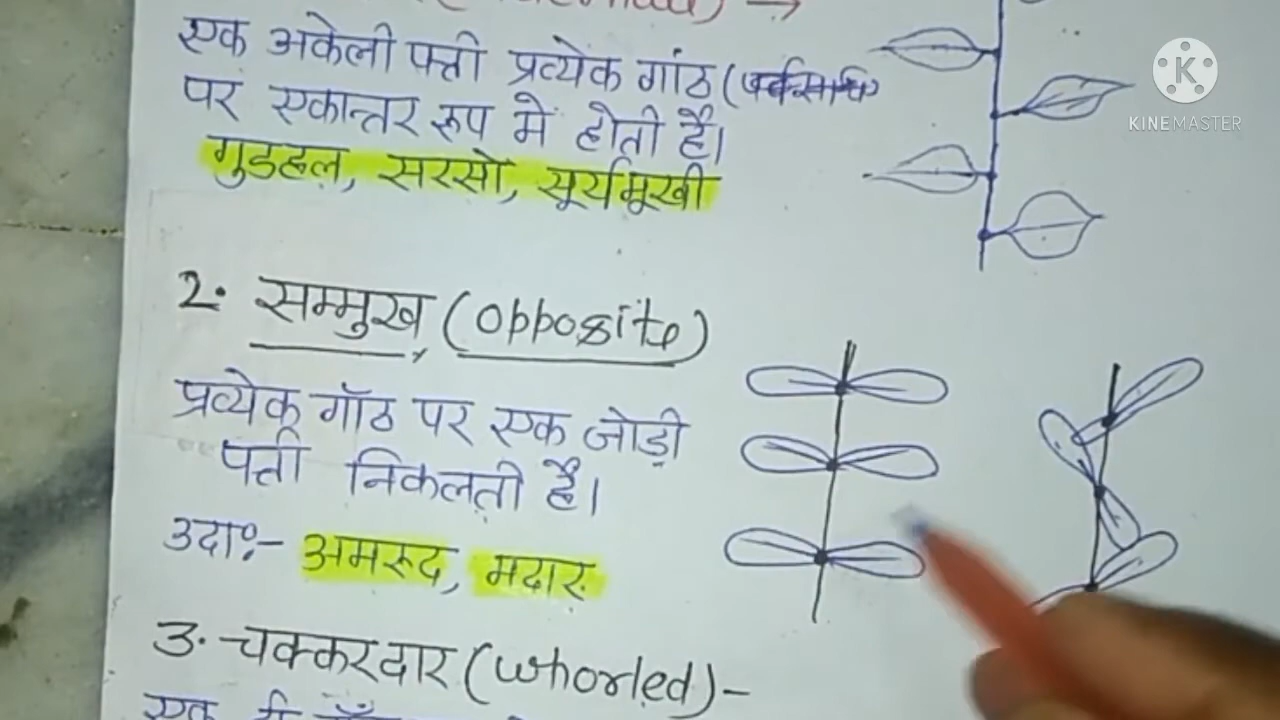 एक अकेली पत्ती प्रत्येक गांठ (
पर एकान्तर रूप में होती है।
गुडहल, सरसो, सूर्यमूखी
2. सम्मुख (opposite)
प्रत्येक गाँठ पर एक जोड़ी
पत्ती निकलती है।
उदा०:- अमरूद, मदार
3. चक्करदार (whorled)-
K
KINEMASTER